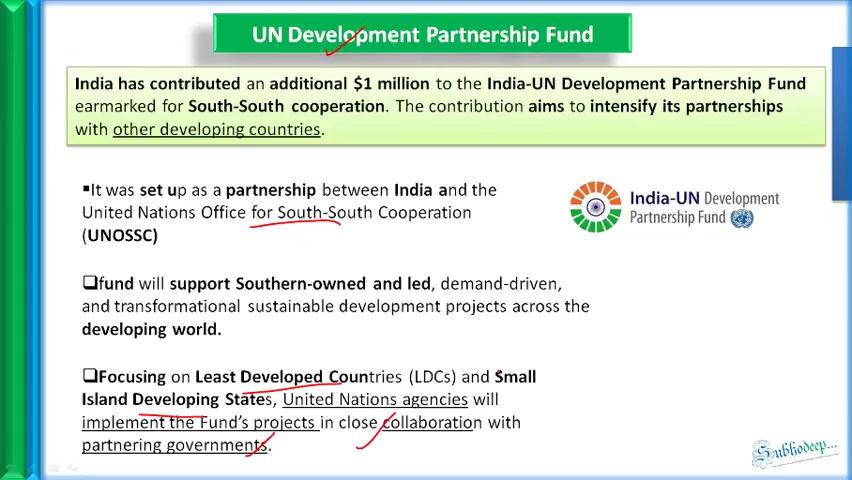 UN Development Partnership Fund
India has contributed an additional $1 million to the India-UN Development Partnership Fund
earmarked for South-South cooperation. The contribution aims to intensify its partnerships
with other developing countries.
▪It was set up as a partnership between India and the
United Nations Office for South-South Cooperation
(UNOSSC)
India-UN Development
Partnership Fund
❑fund will support Southern-owned and led, demand-driven,
and transformational sustainable development projects across the
developing world.
❑Focusing on Least Developed Countries (LDCs) and Small
Island Developing States, United Nations agencies will
implement the Fund's projects in close collaboration with
partnering governments.
Subhodeep...